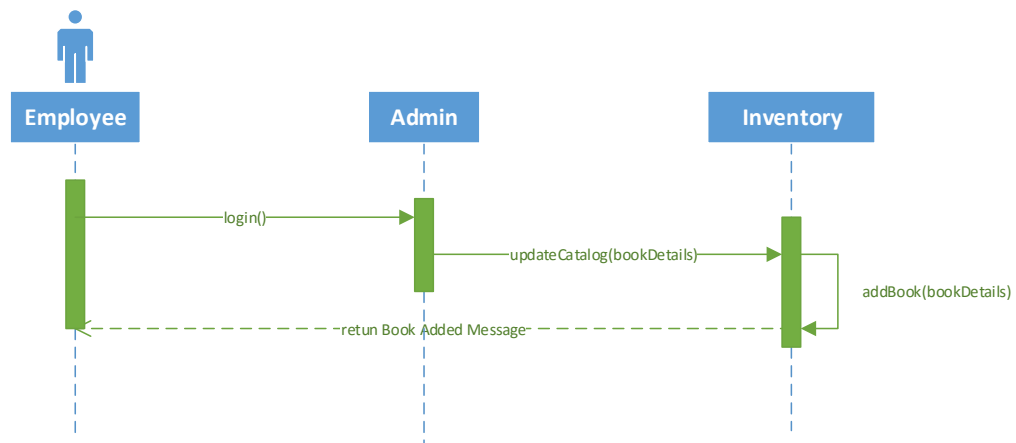 Employee
Admin
Inventory
login()
updateCatalog(bookDetails)
addBook(bookDetails)
retun Book Added Message